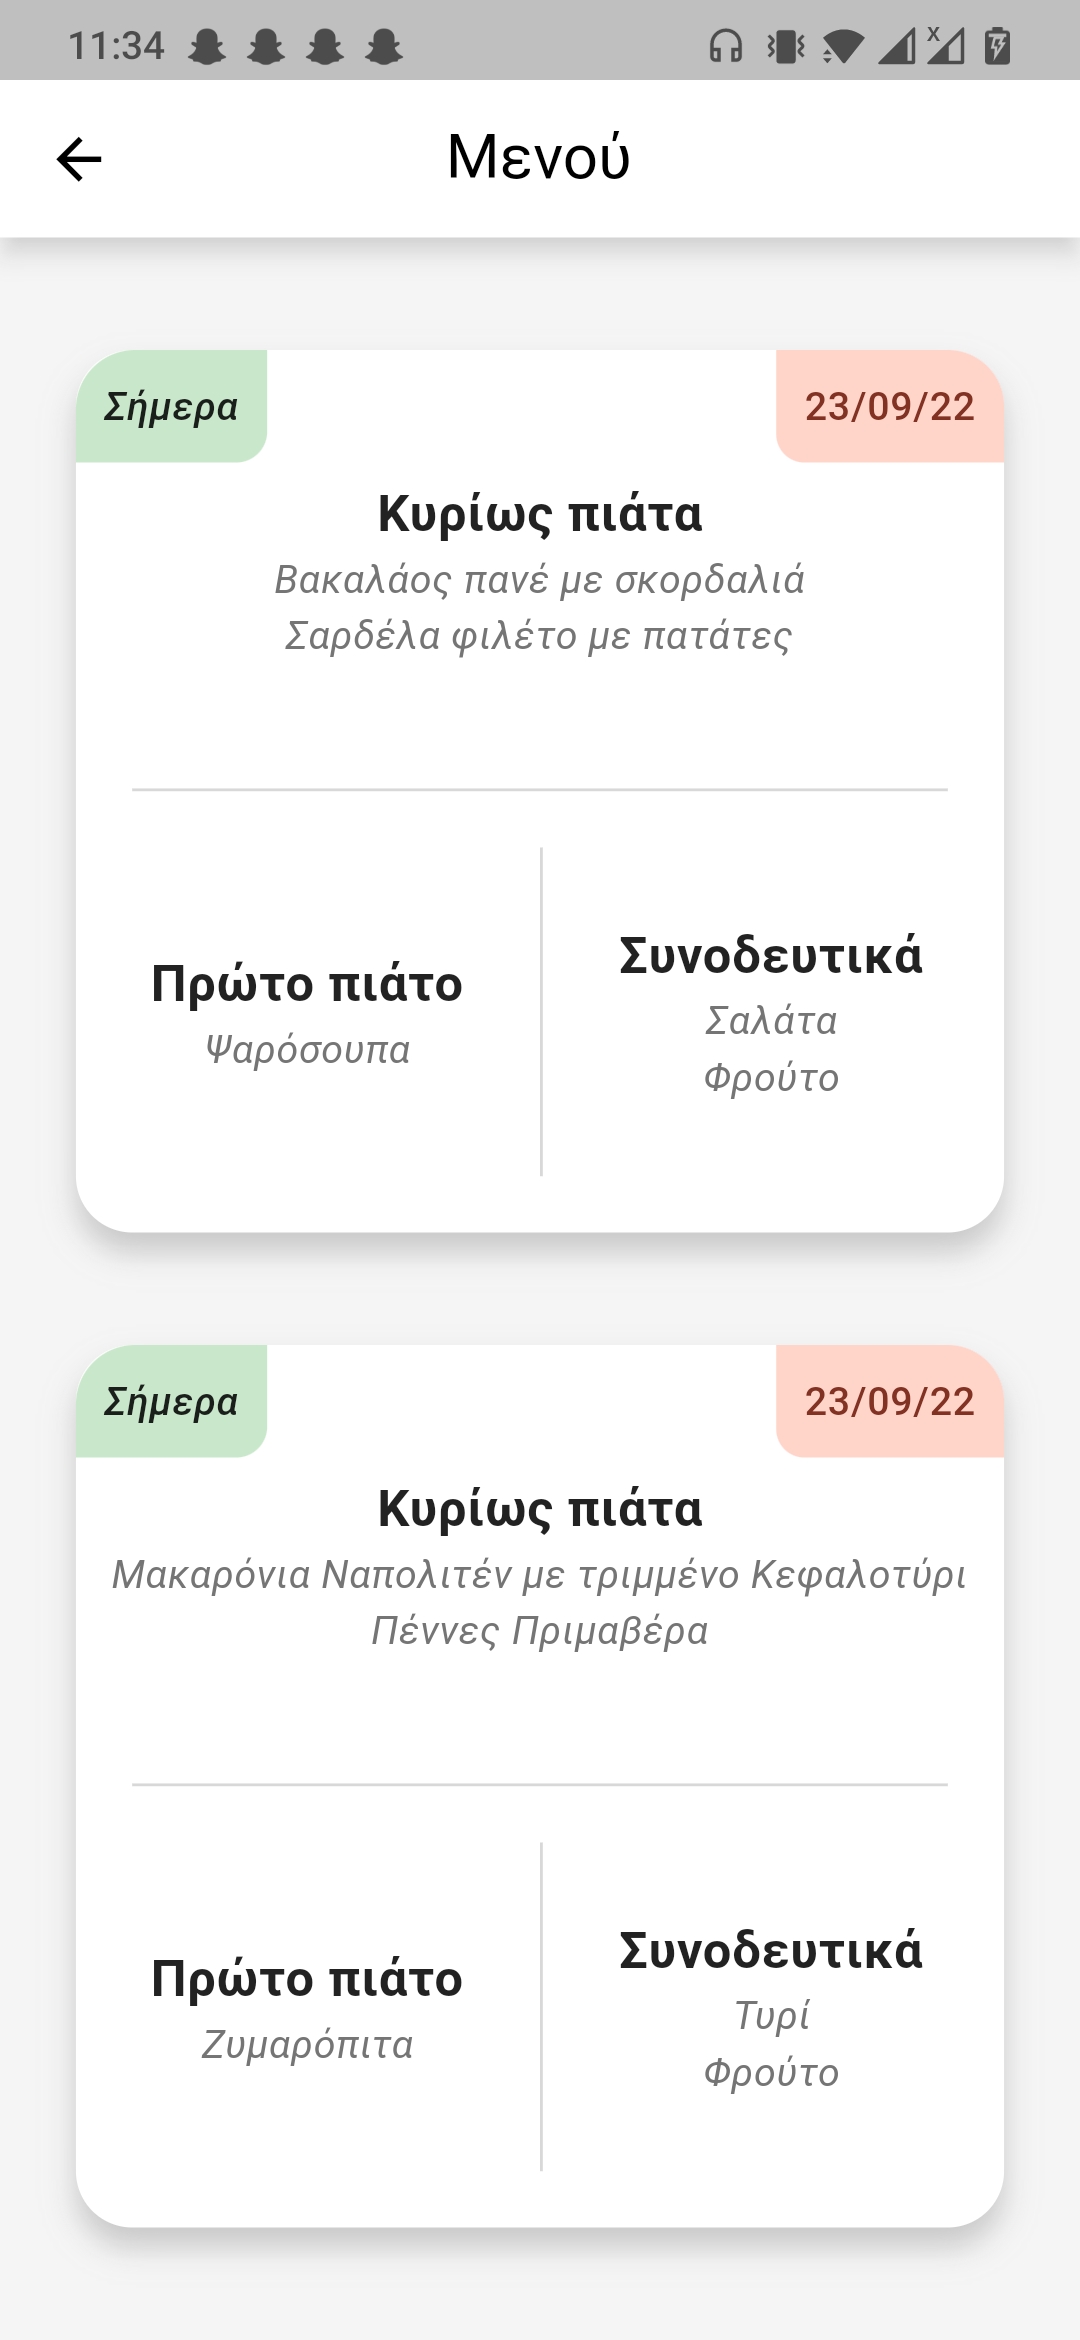 11:34
Μενού
Σήμερα
23/09/22
Κυρίως πιάτα
Βακαλάος πανέ με σκορδαλιά
Σαρδέλα φιλέτο με πατάτες
Πρώτο πιάτο
Ψαρόσουπα
Συνοδευτικά
Σαλάτα
Φρούτο
Σήμερα
23/09/22
Κυρίως πιάτα
Μακαρόνια Ναπολιτέν με τριμμένο Κεφαλοτύρι
Πέννες Πριμαβέρα
Πρώτο πιάτο
Ζυμαρόπιτα
Συνοδευτικά
Τυρί
Φρούτο